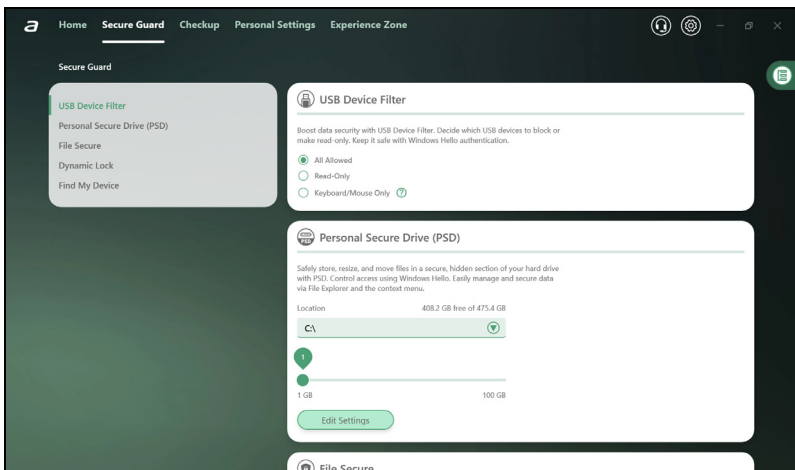 a Home Secure Guard Checkup Personal Settings Experience Zone
Secure Guard
USB Device Filter
Personal Secure Drive (PSD)
File Secure
Dynamic Lock
Find My Device
USB Device Filter
Boost data security with USB Device Filter. Decide which USB devices to block or
make read-only. Keep it safe with Windows Hello authentication.
All Allowed
Read-Only
Keyboard/Mouse Only ?
PSD
Personal Secure Drive (PSD)
Safely store, resize, and move files in a secure, hidden section of your hard drive
with PSD. Control access using Windows Hello. Easily manage and secure data
via File Explorer and the context menu.
Location 408.2 GB free of 475.4 GB
C:\
1
1 GB 100 GB
Edit Settings
File Secure